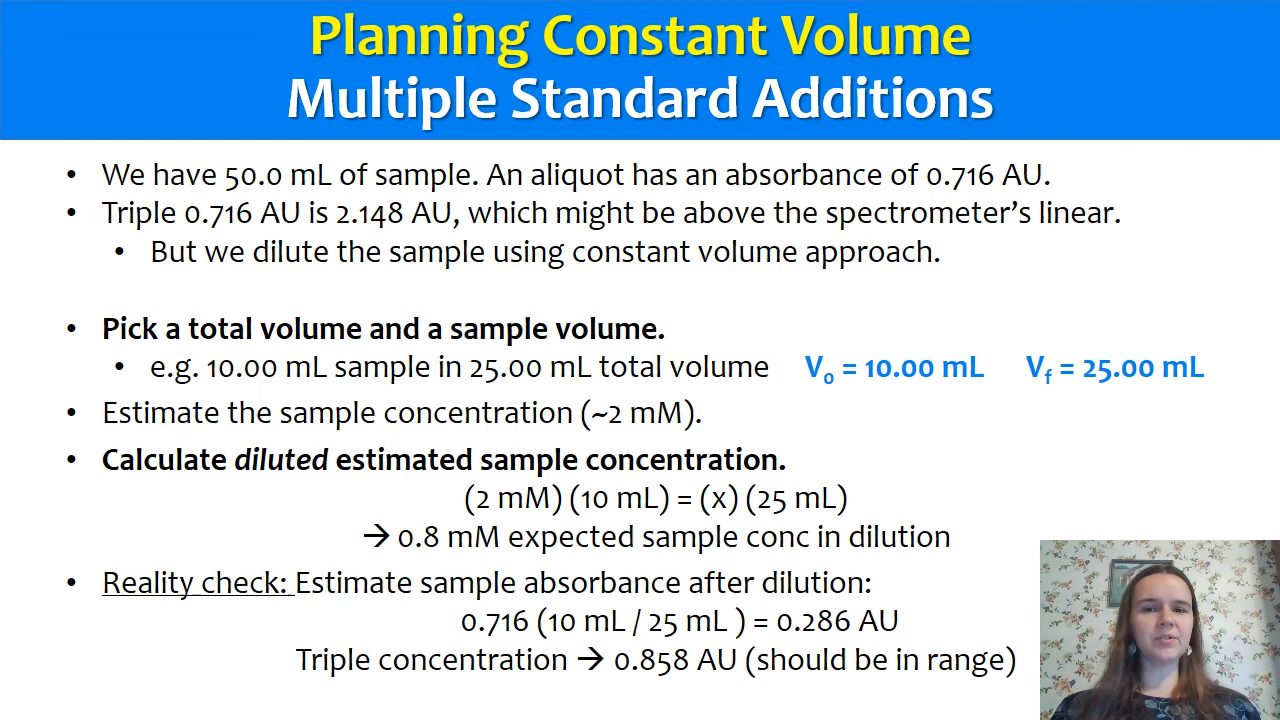 Planning Constant Volume
Multiple Standard Additions
• We have 50.0 mL of sample. An aliquot has an absorbance of 0.716 AU.
• Triple 0.716 AU is 2.148 AU, which might be above the spectrometer’s linear.
• But we dilute the sample using constant volume approach.
• Pick a total volume and a sample volume.
• e.g. 10.00 mL sample in 25.00 mL total volume V₀ = 10.00 mL V_f = 25.00 mL
• Estimate the sample concentration (~2 mM).
• Calculate diluted estimated sample concentration.
(2 mM) (10 mL) = (x) (25 mL)
→ 0.8 mM expected sample conc in dilution
• Reality check: Estimate sample absorbance after dilution:
0.716 (10 mL / 25 mL ) = 0.286 AU
Triple concentration → 0.858 AU (should be in range)